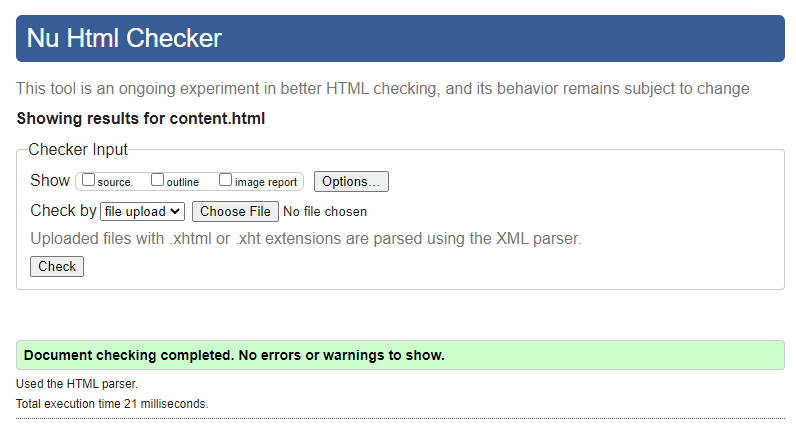 Nu Html Checker
This tool is an ongoing experiment in better HTML checking, and its behavior remains subject to change
Showing results for content.html
Checker Input
Show source outline image report Options...
Check by file upload Choose File No file chosen
Uploaded files with .xhtml or .xht extensions are parsed using the XML parser.
Check
Document checking completed. No errors or warnings to show.
Used the HTML parser.
Total execution time 21 milliseconds.